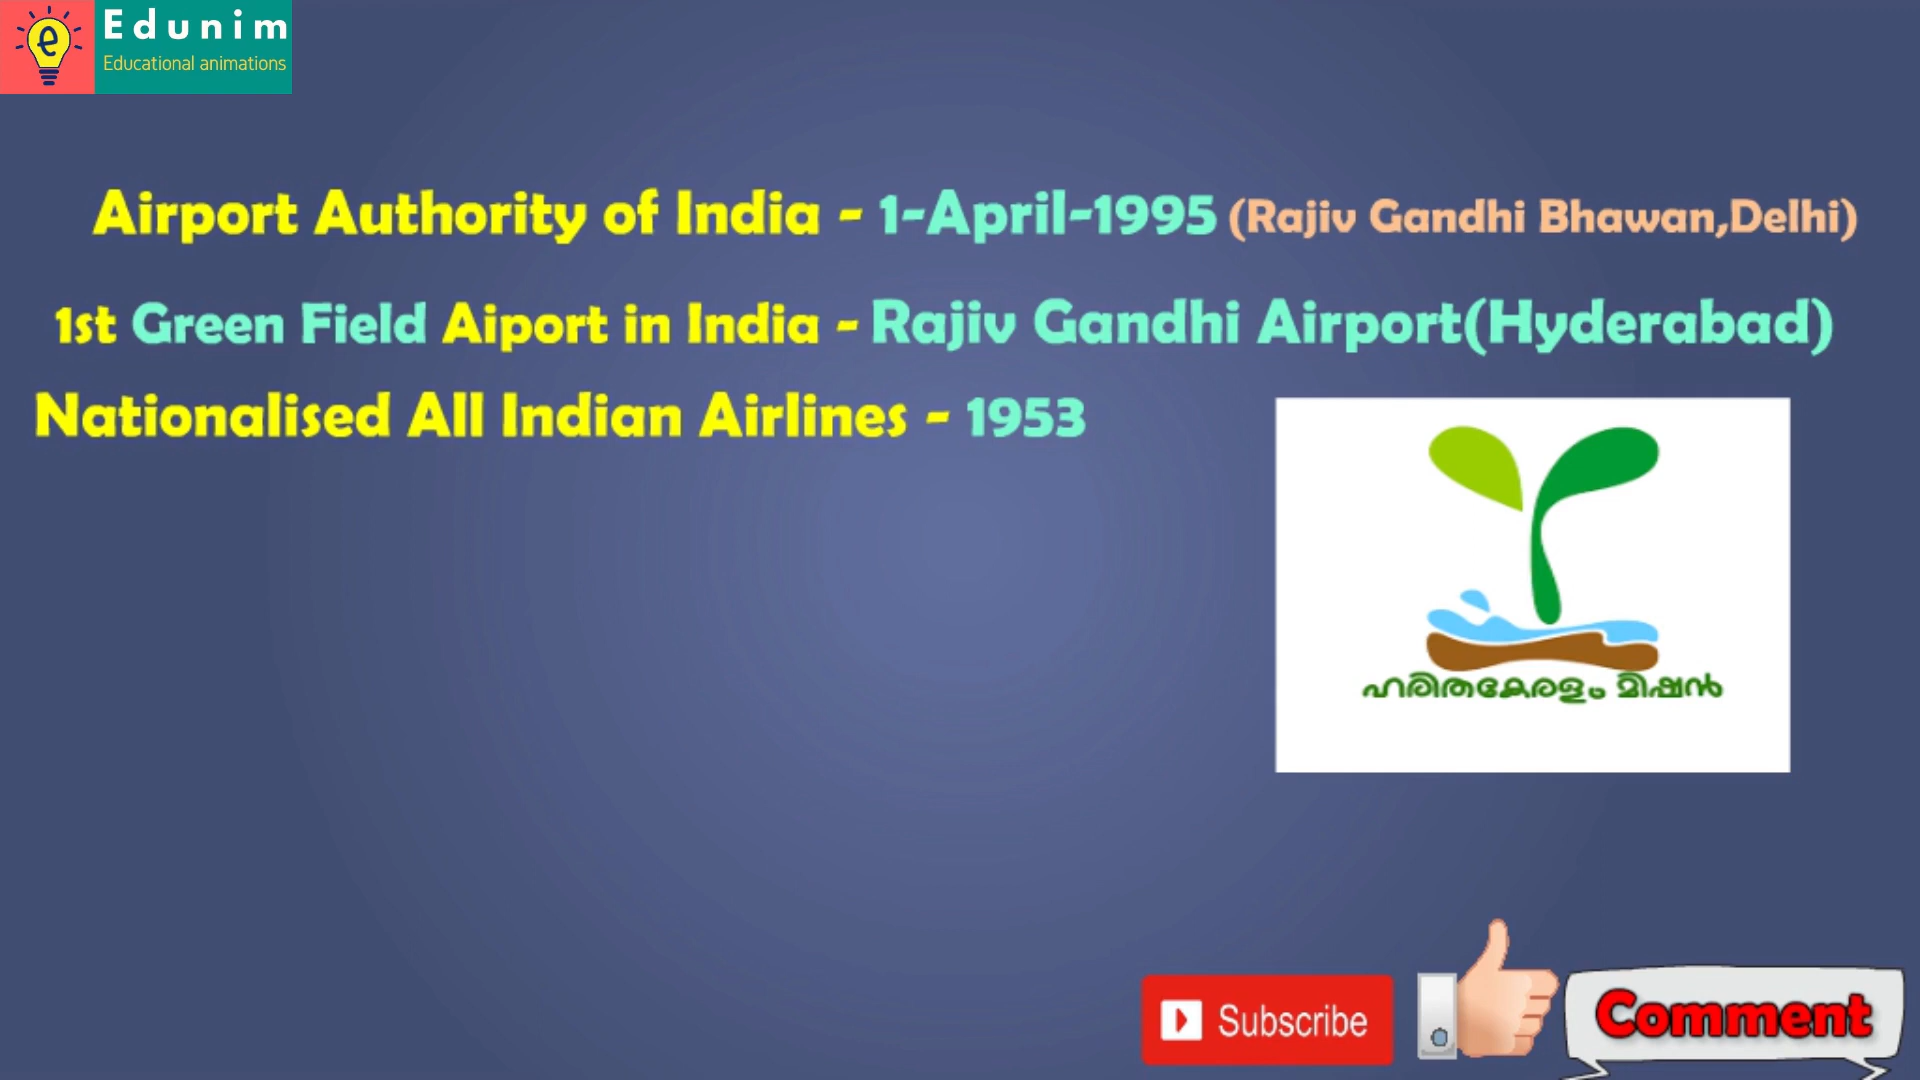 Edunim
Educational animations
Airport Authority of India - 1-April-1995 (Rajiv Gandhi Bhawan,Delhi)
1st Green Field Aiport in India - Rajiv Gandhi Airport(Hyderabad)
Nationalised All Indian Airlines - 1953
ഹരിതകേരളം മിഷൻ
Subscribe
Comment